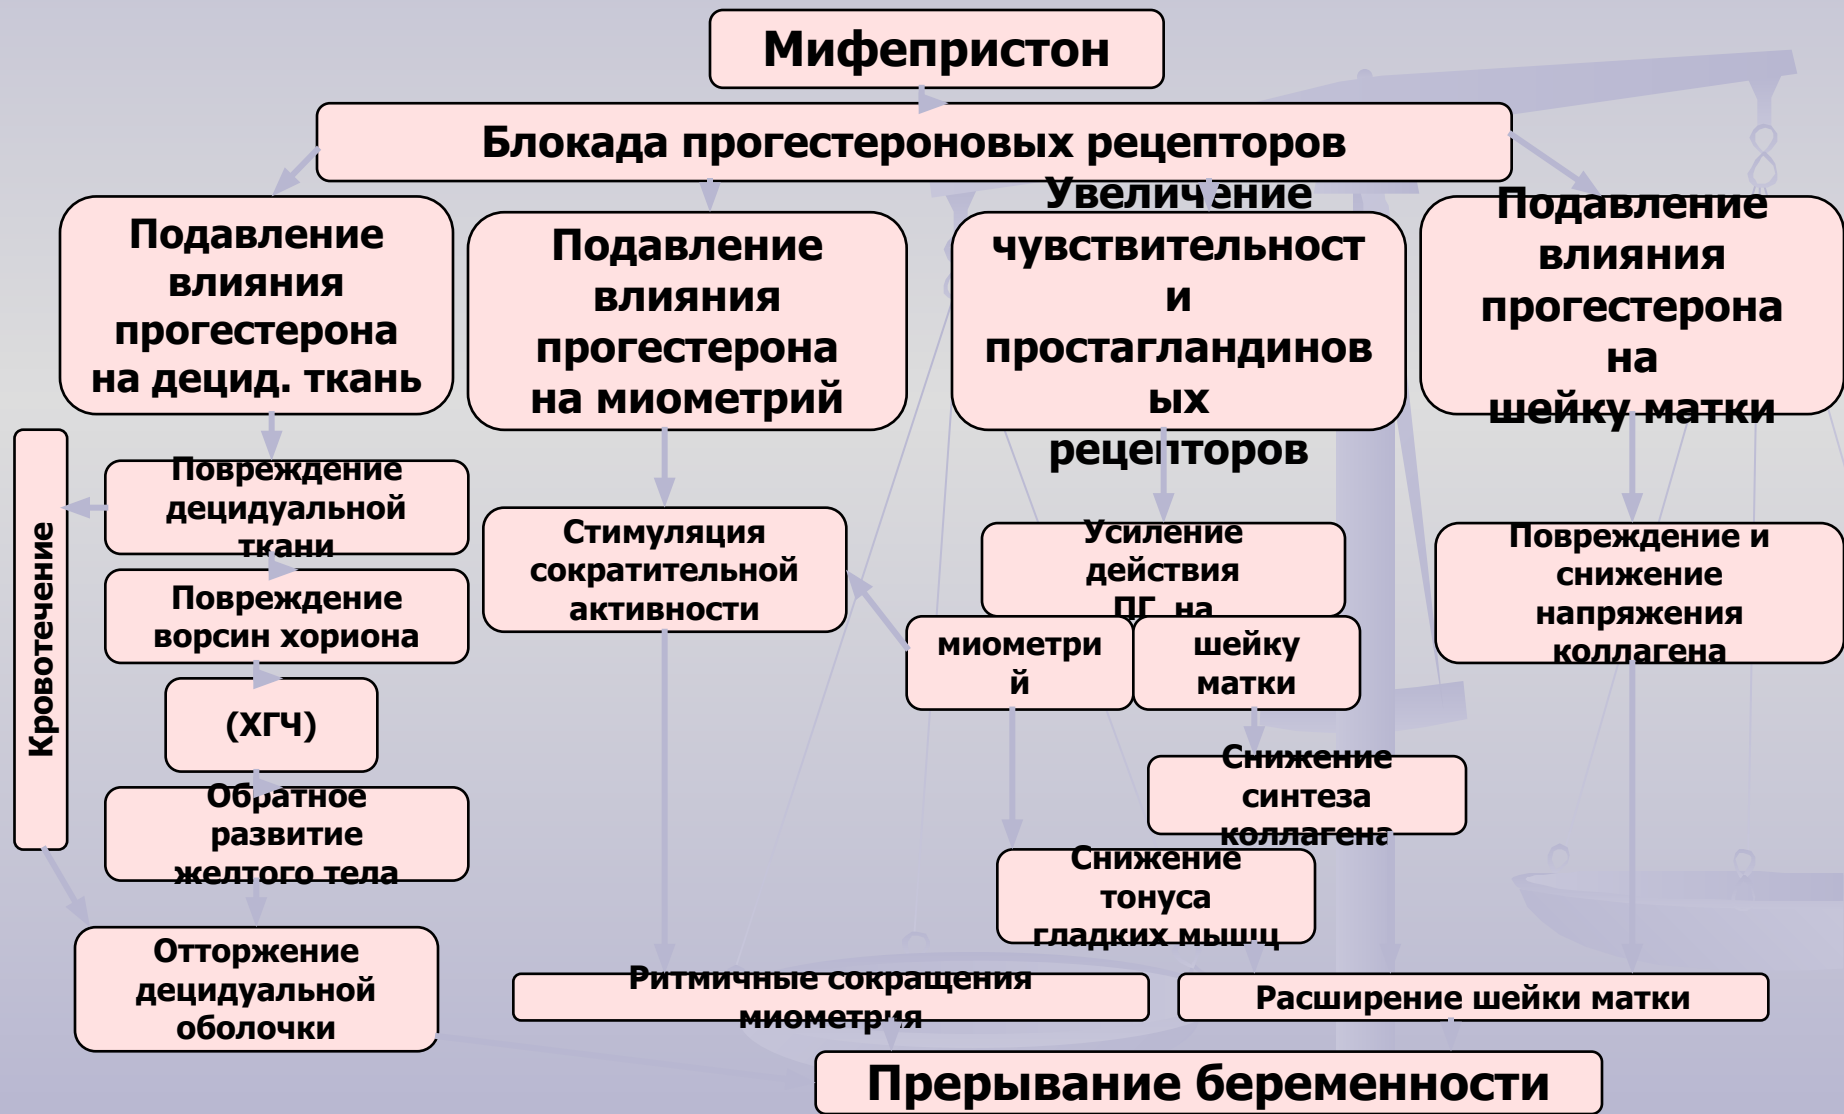 Мифепристон
Блокада прогестероновых рецепторов
Подавление
влияния
прогестерона
на децид. ткань
Подавление
влияния
прогестерона
на миометрий
Увеличение
чувствительност
и
простагландинов
ых
рецепторов
Подавление
влияния
прогестерона
на
шейку матки
Кровотечение
Повреждение
децидуальной
ткани
Повреждение
ворсин хориона
(ХГЧ)
Обратное
развитие
желтого тела
Отторжение
децидуальной
оболочки
Стимуляция
сократительной
активности
Усиление
действия
ПГ на
миометри
й
шейку
матки
Повреждение и
снижение
напряжения
коллагена
Снижение
синтеза
коллагена
Снижение
тонуса
гладких мышц
Ритмичные сокращения
миометрия
Расширение шейки матки
Прерывание беременности